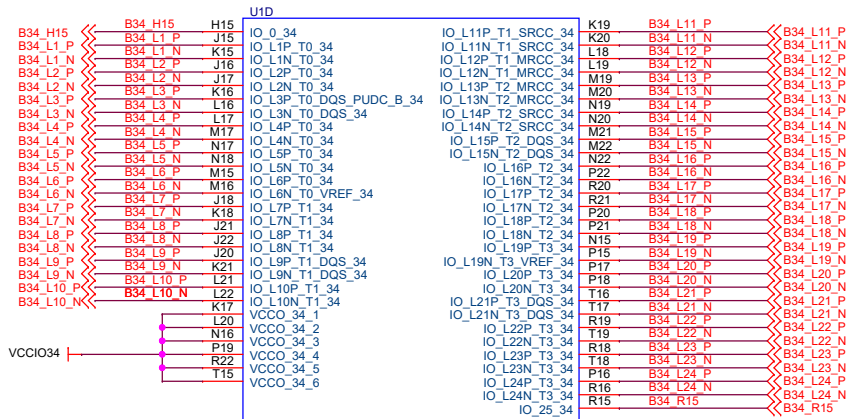 U1D
B34_H15 B34_H15 H15 IO_0_34 IO_L11P_T1_SRCC_34 K19 B34_L11_P B34_L11_P
B34_L1_P B34_L1_P J15 IO_L1P_T0_34 IO_L11N_T1_SRCC_34 K20 B34_L11_N B34_L11_N
B34_L1_N B34_L1_N K15 IO_L1N_T0_34 IO_L12P_T1_MRCC_34 L18 B34_L12_P B34_L12_P
B34_L2_P B34_L2_P J16 IO_L2P_T0_34 IO_L12N_T1_MRCC_34 L19 B34_L12_N B34_L12_N
B34_L2_N B34_L2_N J17 IO_L2N_T0_34 IO_L13P_T2_MRCC_34 M19 B34_L13_P B34_L13_P
B34_L3_P B34_L3_P K16 IO_L3P_T0_DQS_PUDC_B_34 IO_L13N_T2_MRCC_34 M20 B34_L13_N B34_L13_N
B34_L3_N B34_L3_N L16 IO_L3N_T0_DQS_34 IO_L14P_T2_SRCC_34 N19 B34_L14_P B34_L14_P
B34_L4_P B34_L4_P L17 IO_L4P_T0_34 IO_L14N_T2_SRCC_34 N20 B34_L14_N B34_L14_N
B34_L4_N B34_L4_N M17 IO_L4N_T0_34 IO_L15P_T2_DQS_34 M21 B34_L15_P B34_L15_P
B34_L5_P B34_L5_P N17 IO_L5P_T0_34 IO_L15N_T2_DQS_34 M22 B34_L15_N B34_L15_N
B34_L5_N B34_L5_N N18 IO_L5N_T0_34 IO_L16P_T2_34 N22 B34_L16_P B34_L16_P
B34_L6_P B34_L6_P M15 IO_L6P_T0_34 IO_L16N_T2_34 P22 B34_L16_N B34_L16_N
B34_L6_N B34_L6_N M16 IO_L6N_T0_VREF_34 IO_L17P_T2_34 R20 B34_L17_P B34_L17_P
B34_L7_P B34_L7_P J18 IO_L7P_T1_34 IO_L17N_T2_34 R21 B34_L17_N B34_L17_N
B34_L7_N B34_L7_N K18 IO_L7N_T1_34 IO_L18P_T2_34 P20 B34_L18_P B34_L18_P
B34_L8_P B34_L8_P J21 IO_L8P_T1_34 IO_L18N_T2_34 P21 B34_L18_N B34_L18_N
B34_L8_N B34_L8_N J22 IO_L8N_T1_34 IO_L19P_T3_34 N15 B34_L19_P B34_L19_P
B34_L9_P B34_L9_P J20 IO_L9P_T1_DQS_34 IO_L19N_T3_VREF_34 P15 B34_L19_N B34_L19_N
B34_L9_N B34_L9_N K21 IO_L9N_T1_DQS_34 IO_L20P_T3_34 P17 B34_L20_P B34_L20_P
B34_L10_P B34_L10_P L21 IO_L10P_T1_34 IO_L20N_T3_34 P18 B34_L20_N B34_L20_N
B34_L10_N B34_L10_N L22 IO_L10N_T1_34 IO_L21P_T3_DQS_34 T16 B34_L21_P B34_L21_P
K17 VCCO_34_1 IO_L21N_T3_DQS_34 T17 B34_L21_N B34_L21_N
L20 VCCO_34_2 IO_L22P_T3_34 R19 B34_L22_P B34_L22_P
N16 VCCO_34_3 IO_L22N_T3_34 T19 B34_L22_N B34_L22_N
VCCIO34 P19 VCCO_34_4 IO_L23P_T3_34 R18 B34_L23_P B34_L23_P
R22 VCCO_34_5 IO_L23N_T3_34 T18 B34_L23_N B34_L23_N
T15 VCCO_34_6 IO_L24P_T3_34 P16 B34_L24_P B34_L24_P
IO_L24N_T3_34 R16 B34_L24_N B34_L24_N
IO_25_34 R15 B34_R15 B34_R15